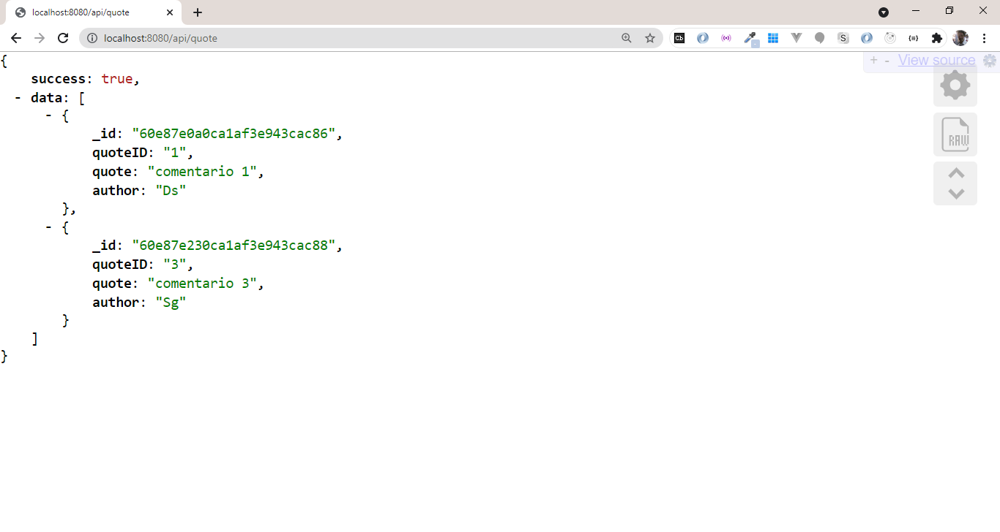 localhost:8080/api/quote
localhost:8080/api/quote
Cb
S
+ - View source
{
success: true,
- data: [
- {
_id: "60e87e0a0ca1af3e943cac86",
quoteID: "1",
quote: "comentario 1",
author: "Ds"
},
- {
_id: "60e87e230ca1af3e943cac88",
quoteID: "3",
quote: "comentario 3",
author: "Sg"
}
]
}
RAW